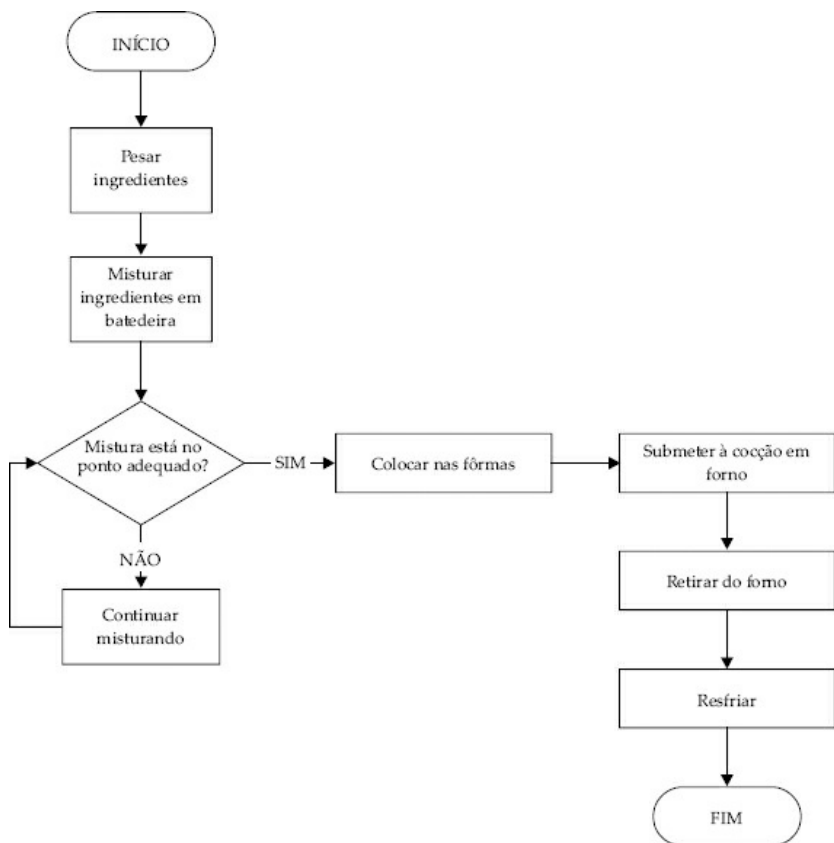 INÍCIO
Pesar
ingredientes
Misturar
ingredientes em
batedeira
Mistura está no
ponto adequado?
SIM
NÃO
Continuar
misturando
Colocar nas fôrmas
Submeter à cocção em
forno
Retirar do forno
Resfriar
FIM